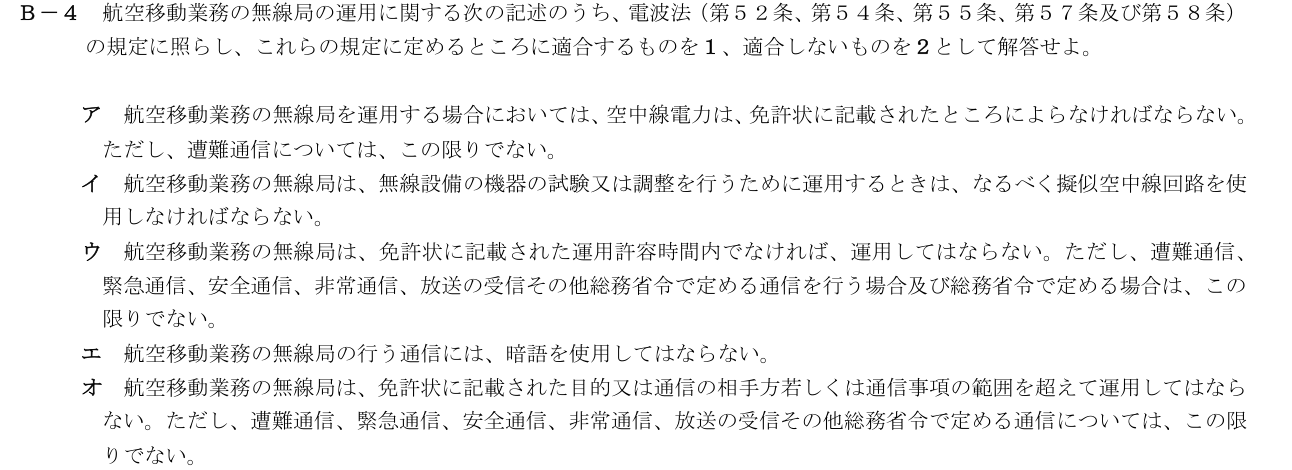 Ｂ－４　航空移動業務の無線局の運用に関する次の記述のうち、電波法（第５２条、第５４条、第５５条、第５７条及び第５８条）
の規定に照らし、これらの規定に定めるところに適合するものを１、適合しないものを２として解答せよ。
ア　航空移動業務の無線局を運用する場合においては、空中線電力は、免許状に記載されたところによらなければならない。
ただし、遭難通信については、この限りでない。
イ　航空移動業務の無線局は、無線設備の機器の試験又は調整を行うために運用するときは、なるべく擬似空中線回路を使
用しなければならない。
ウ　航空移動業務の無線局は、免許状に記載された運用許容時間内でなければ、運用してはならない。ただし、遭難通信、
緊急通信、安全通信、非常通信、放送の受信その他総務省令で定める通信を行う場合及び総務省令で定める場合は、この
限りでない。
エ　航空移動業務の無線局の行う通信には、暗語を使用してはならない。
オ　航空移動業務の無線局は、免許状に記載された目的又は通信の相手方若しくは通信事項の範囲を超えて運用してはなら
ない。ただし、遭難通信、緊急通信、安全通信、非常通信、放送の受信その他総務省令で定める通信については、この限
りでない。